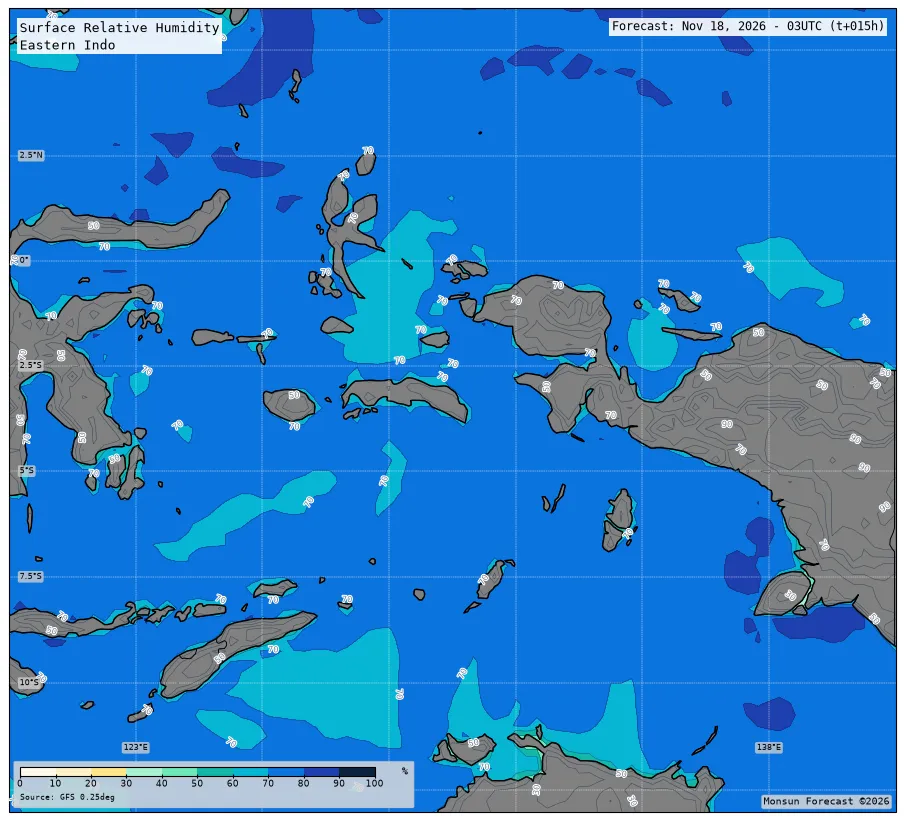 Surface Relative Humidity
Eastern Indo
Forecast: Nov 18, 2026 - 03UTC (t+015h)
2.5°N
0°
2.5°S
5°S
7.5°S
10°S
123°E
138°E
0 10 20 30 40 50 60 70 80 90 100 %
Source: GFS 0.25deg
Monsun Forecast ©2026